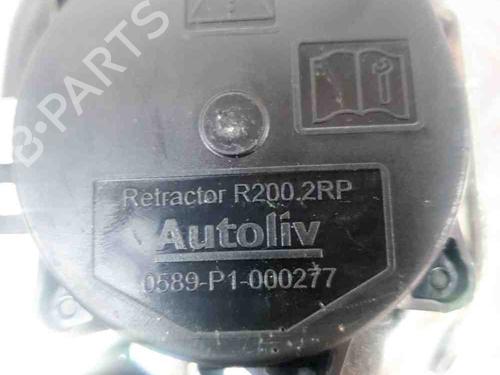 B-PARTS
Retractor R200.2RP
Autoliv
0589-P1-000277